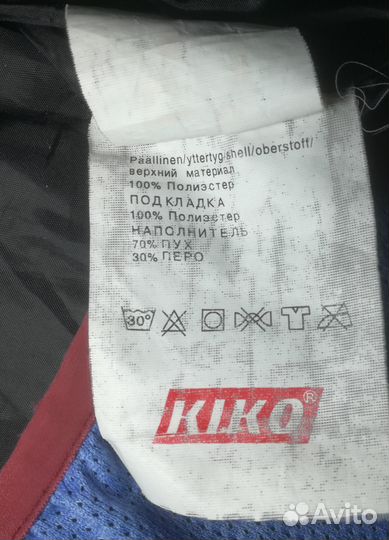 Päällinen/yttertyg/shell/oberstoff/
верхний материал
100% Полиэстер
ПОДКЛАДКА
100% Полиэстер
НАПОЛНИТЕЛЬ
70% ПУХ
30% ПЕРО
30°
KIKO®
Avito